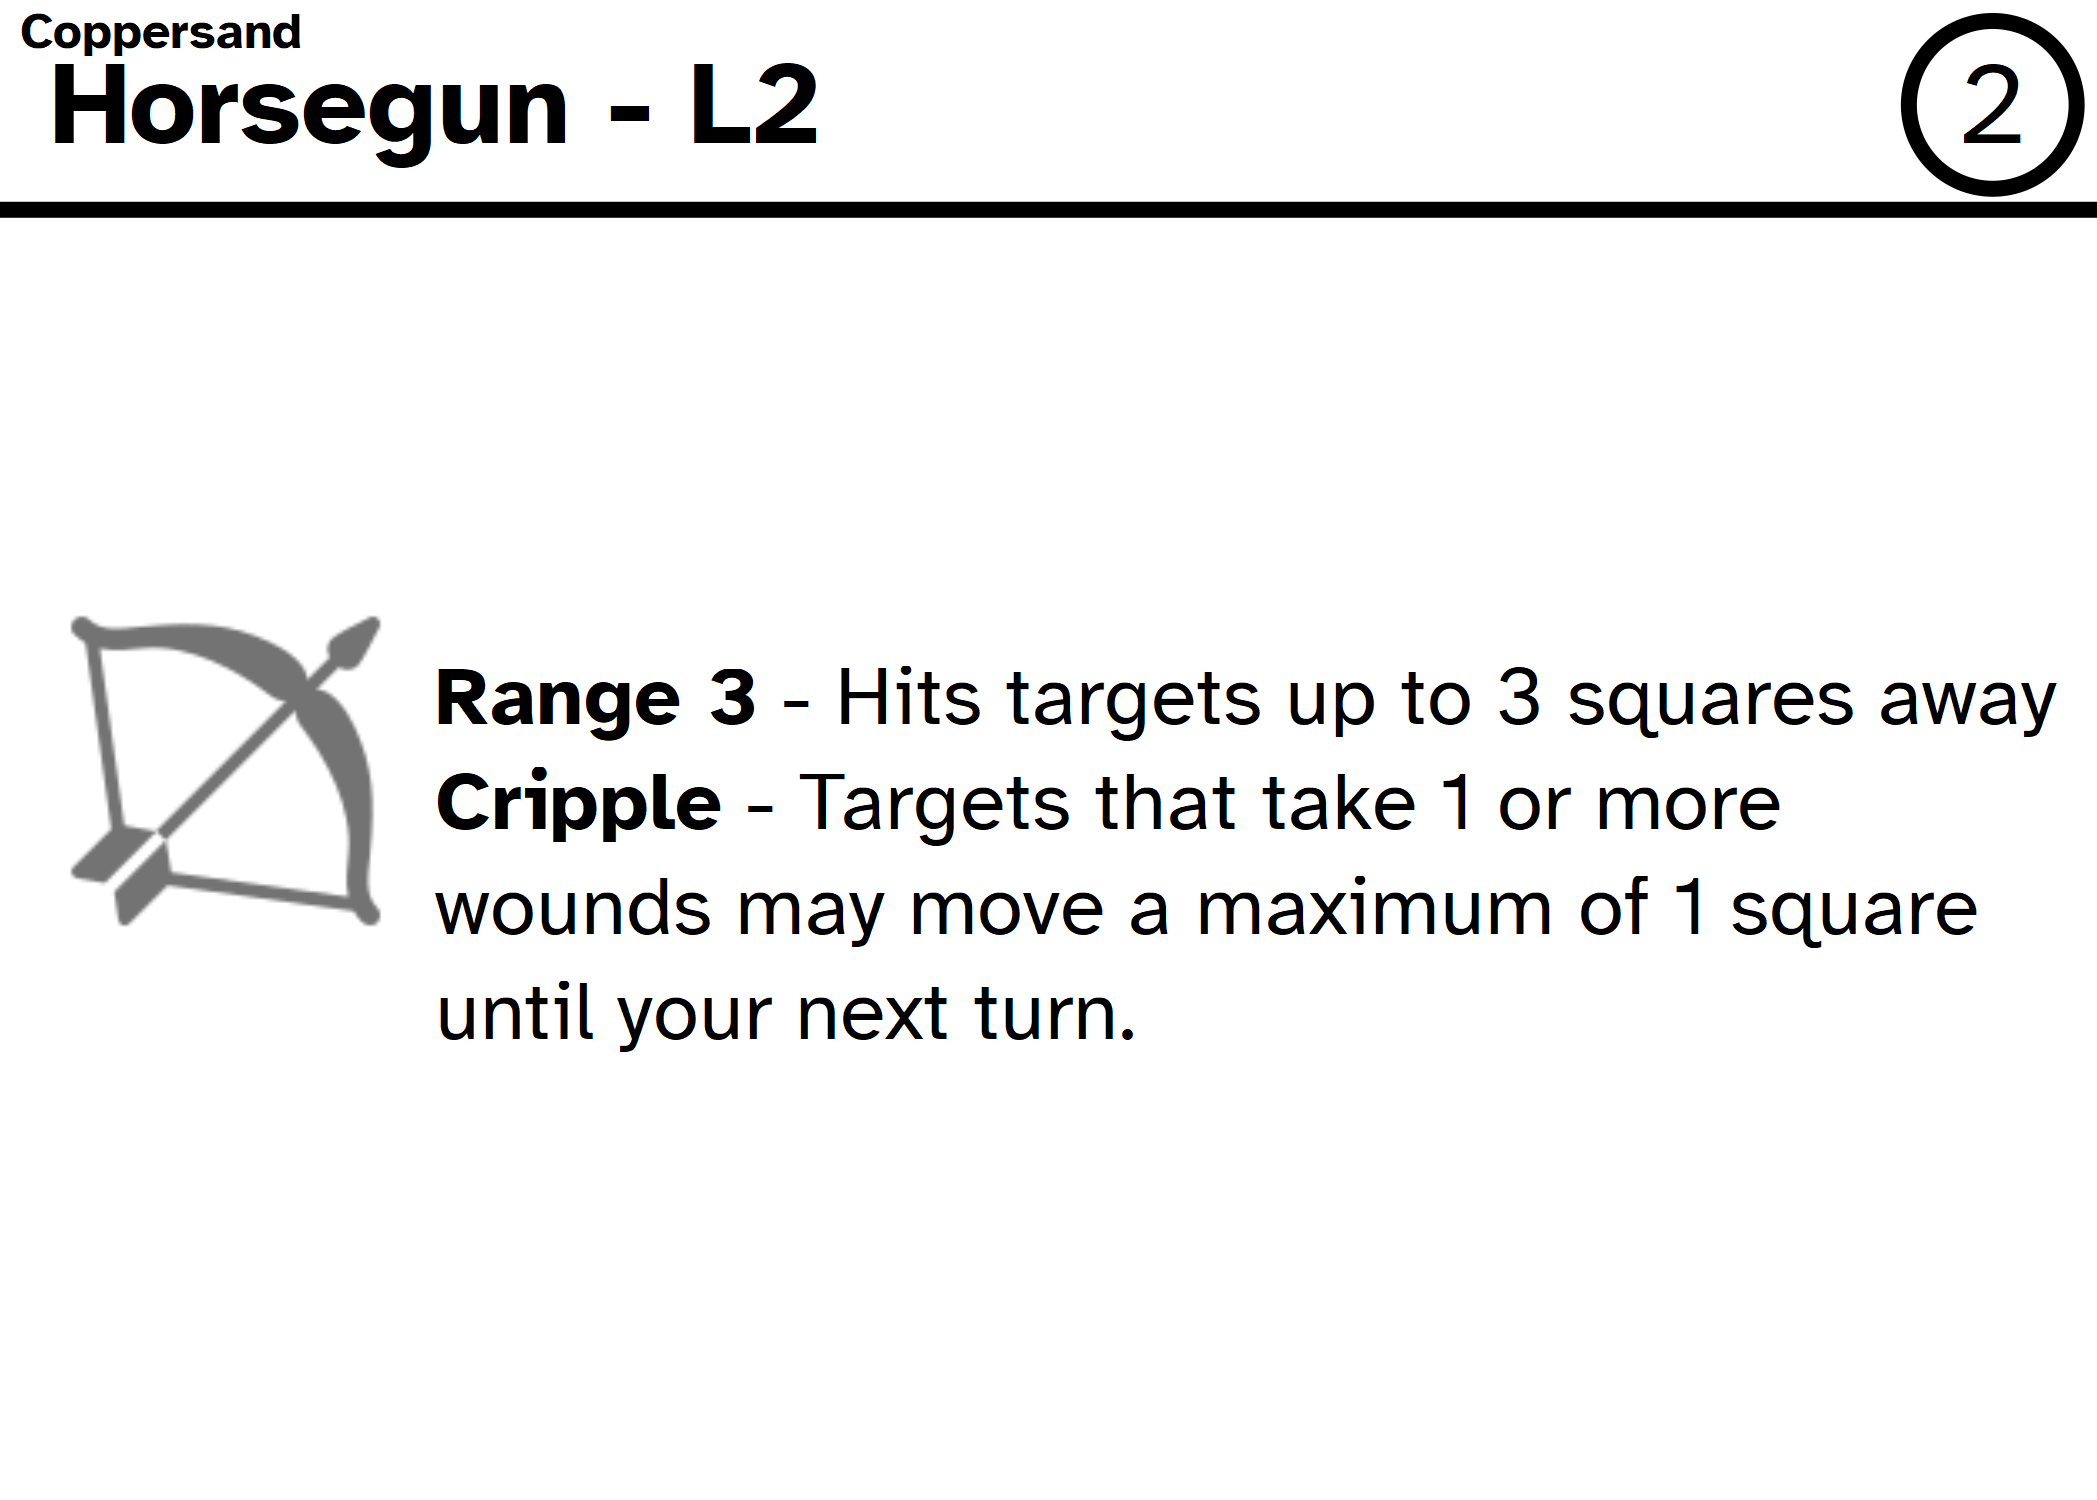 Coppersand
Horsegun - L2
2
Range 3 - Hits targets up to 3 squares away
Cripple - Targets that take 1 or more
wounds may move a maximum of 1 square
until your next turn.